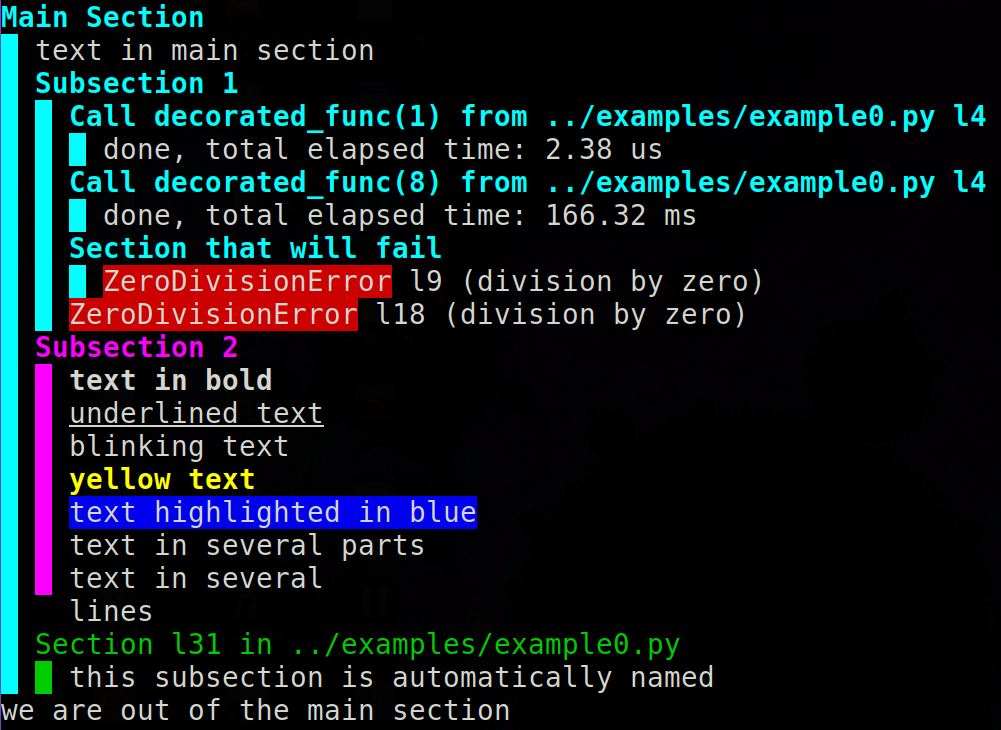 Main Section
text in main section
Subsection 1
Call decorated_func(1) from ../examples/example0.py l4
done, total elapsed time: 2.38 us
Call decorated_func(8) from ../examples/example0.py l4
done, total elapsed time: 166.32 ms
Section that will fail
ZeroDivisionError l9 (division by zero)
ZeroDivisionError l18 (division by zero)
Subsection 2
text in bold
underlined text
blinking text
yellow text
text highlighted in blue
text in several parts
text in several
lines
Section l31 in ../examples/example0.py
this subsection is automatically named
we are out of the main section